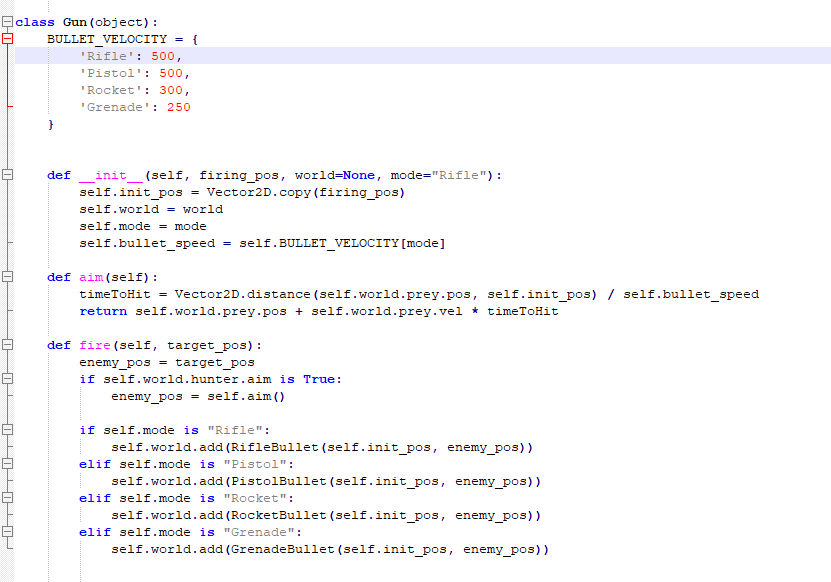 class Gun(object):
    BULLET_VELOCITY = {
        'Rifle': 500,
        'Pistol': 500,
        'Rocket': 300,
        'Grenade': 250
    }
    def __init__(self, firing_pos, world=None, mode="Rifle"):
        self.init_pos = Vector2D.copy(firing_pos)
        self.world = world
        self.mode = mode
        self.bullet_speed = self.BULLET_VELOCITY[mode]
    def aim(self):
        timeToHit = Vector2D.distance(self.world.prey.pos, self.init_pos) / self.bullet_speed
        return self.world.prey.pos + self.world.prey.vel * timeToHit
    def fire(self, target_pos):
        enemy_pos = target_pos
        if self.world.hunter.aim is True:
            enemy_pos = self.aim()
        if self.mode is "Rifle":
            self.world.add(RifleBullet(self.init_pos, enemy_pos))
        elif self.mode is "Pistol":
            self.world.add(PistolBullet(self.init_pos, enemy_pos))
        elif self.mode is "Rocket":
            self.world.add(RocketBullet(self.init_pos, enemy_pos))
        elif self.mode is "Grenade":
            self.world.add(GrenadeBullet(self.init_pos, enemy_pos))